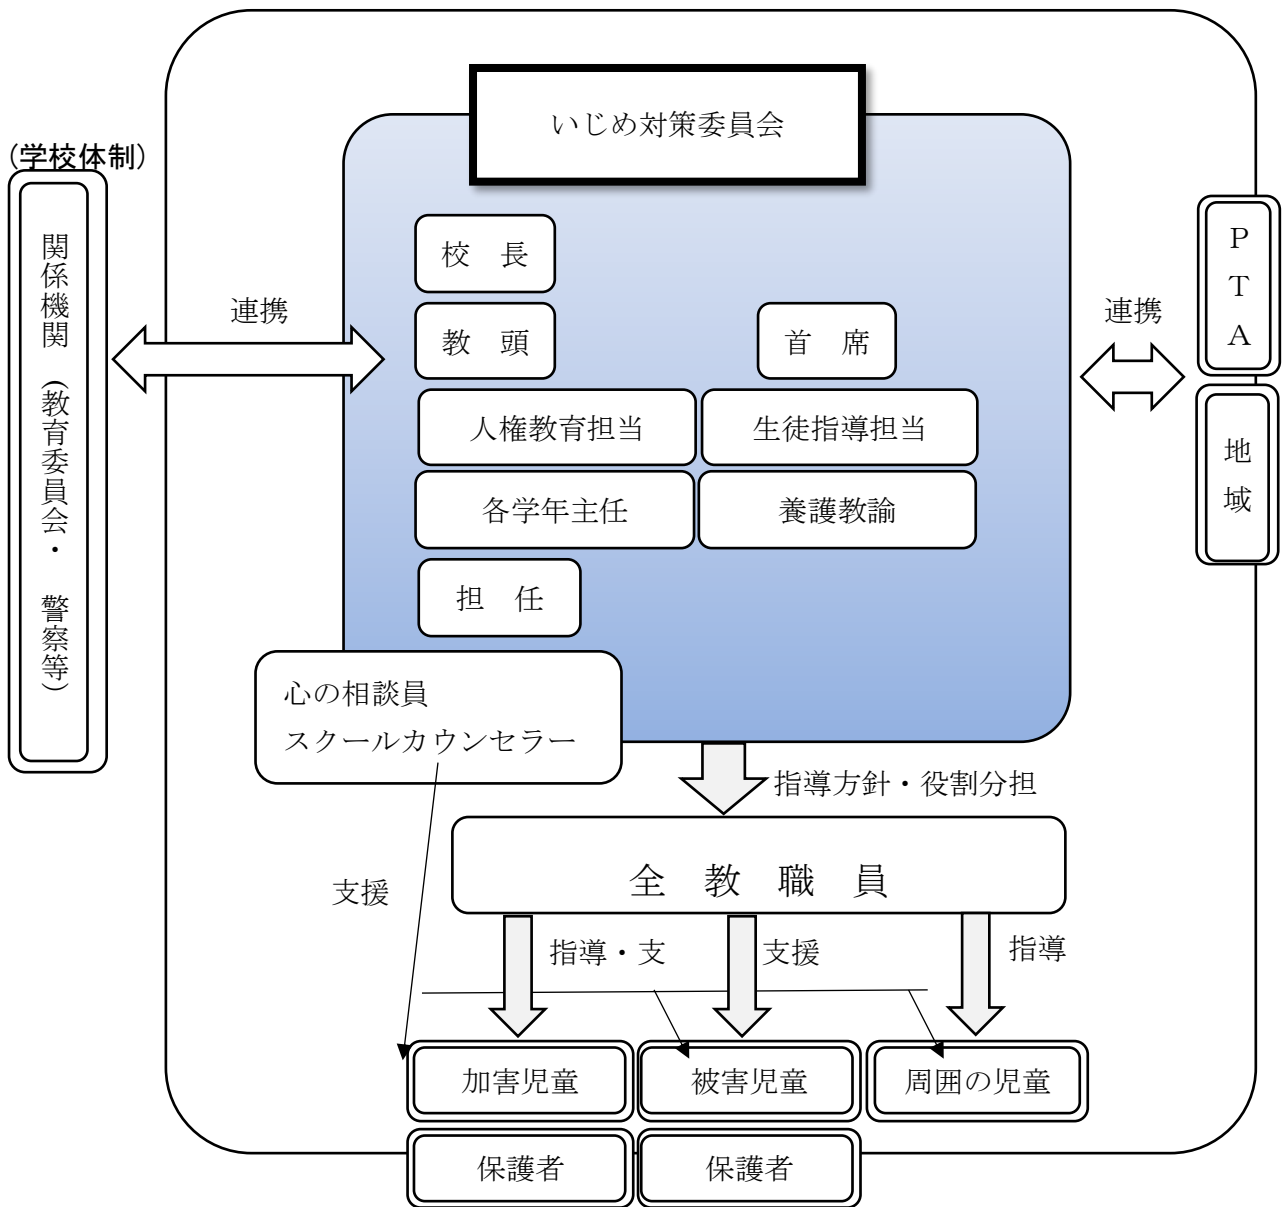 いじめ対策委員会
(学校体制)
関係機関 (教育委員会・ 警察等)
校　長
連携
教　頭
首　席
連携
PTA
人権教育担当
生徒指導担当
地域
各学年主任
養護教諭
担　任
心の相談員
スクールカウンセラー
指導方針・役割分担
全　教　職　員
支援
指導・支
支援
指導
加害児童
被害児童
周囲の児童
保護者
保護者